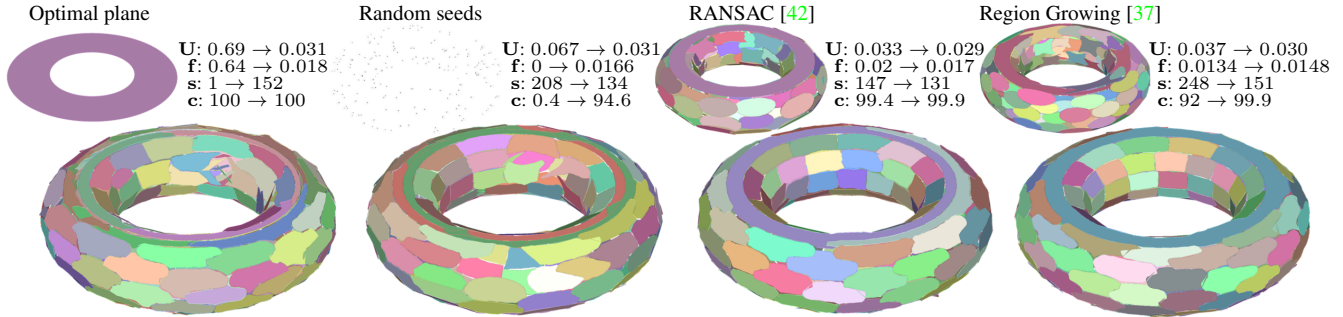 Optimal plane
U: 0.69 → 0.031
f: 0.64 → 0.018
s: 1 → 152
c: 100 → 100
Random seeds
U: 0.067 → 0.031
f: 0 → 0.0166
s: 208 → 134
c: 0.4 → 94.6
RANSAC [42]
U: 0.033 → 0.029
f: 0.02 → 0.017
s: 147 → 131
c: 99.4 → 99.9
Region Growing [37]
U: 0.037 → 0.030
f: 0.0134 → 0.0148
s: 248 → 151
c: 92 → 99.9